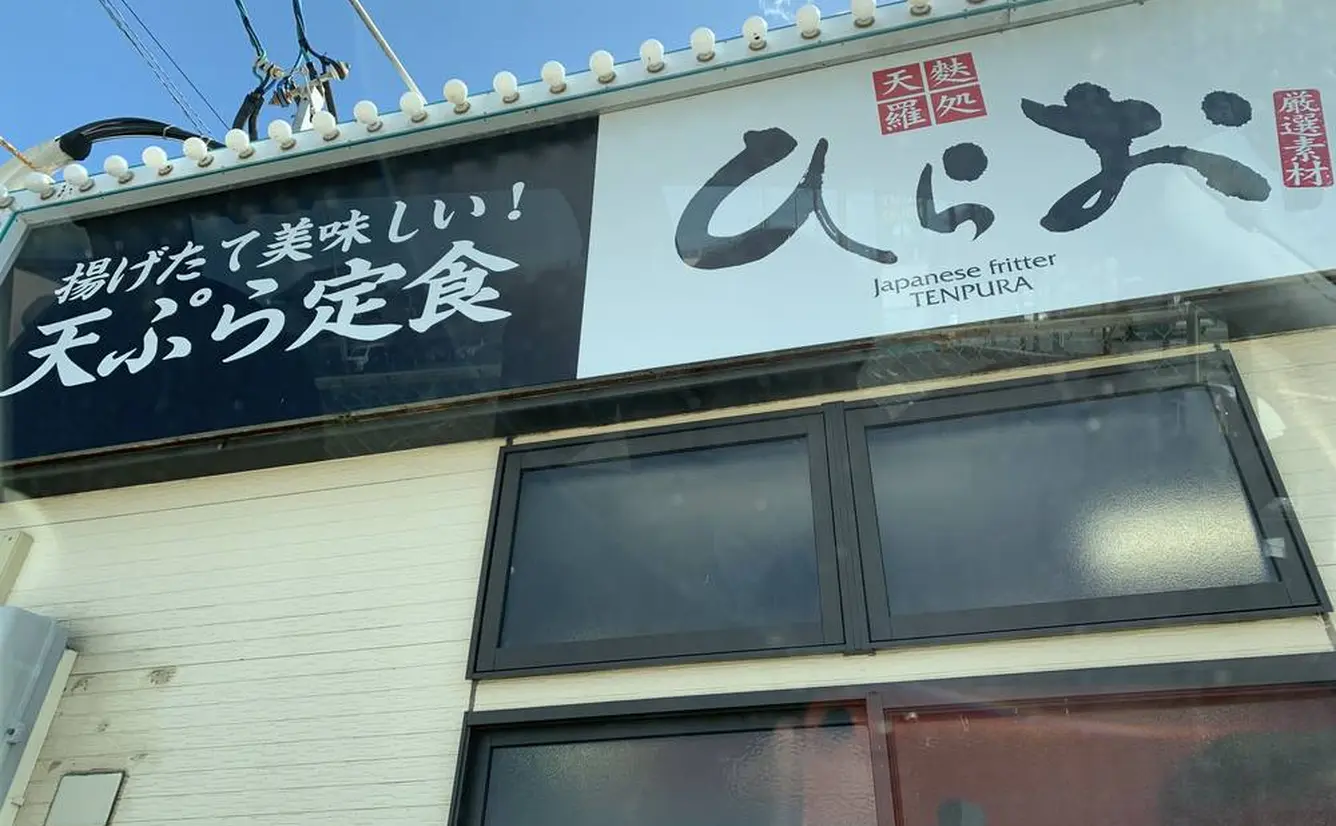 揚げたて美味しい!
天ぷら定食
天麩
羅処
ひらお
厳選素材
Japanese fritter
TENPURA